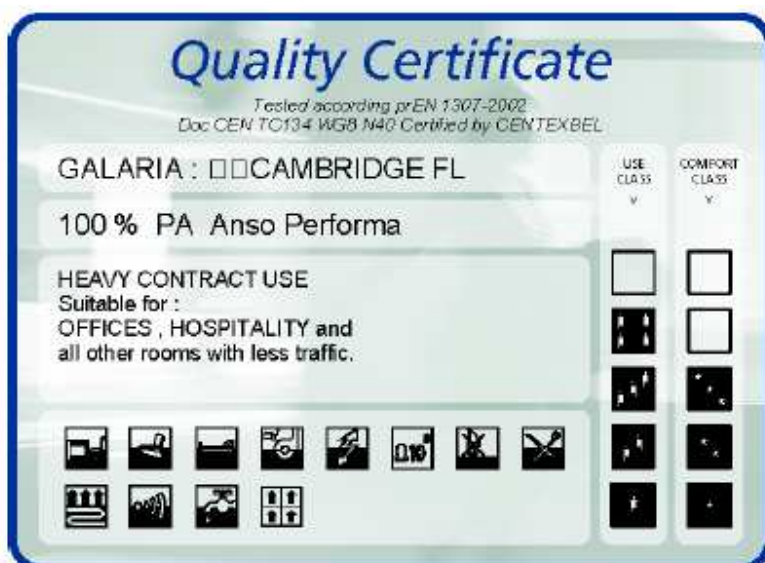 Quality Certificate
Tested according prEN 1307-2002
Doc CEN TC134 WG8 N40 Certified by CENTEXBEL
GALARIA : □□CAMBRIDGE FL
100 % PA Anso Performa
HEAVY CONTRACT USE
Suitable for :
OFFICES , HOSPITALITY and
all other rooms with less traffic.
USE
CLASS
v
COMFORT
CLASS
v